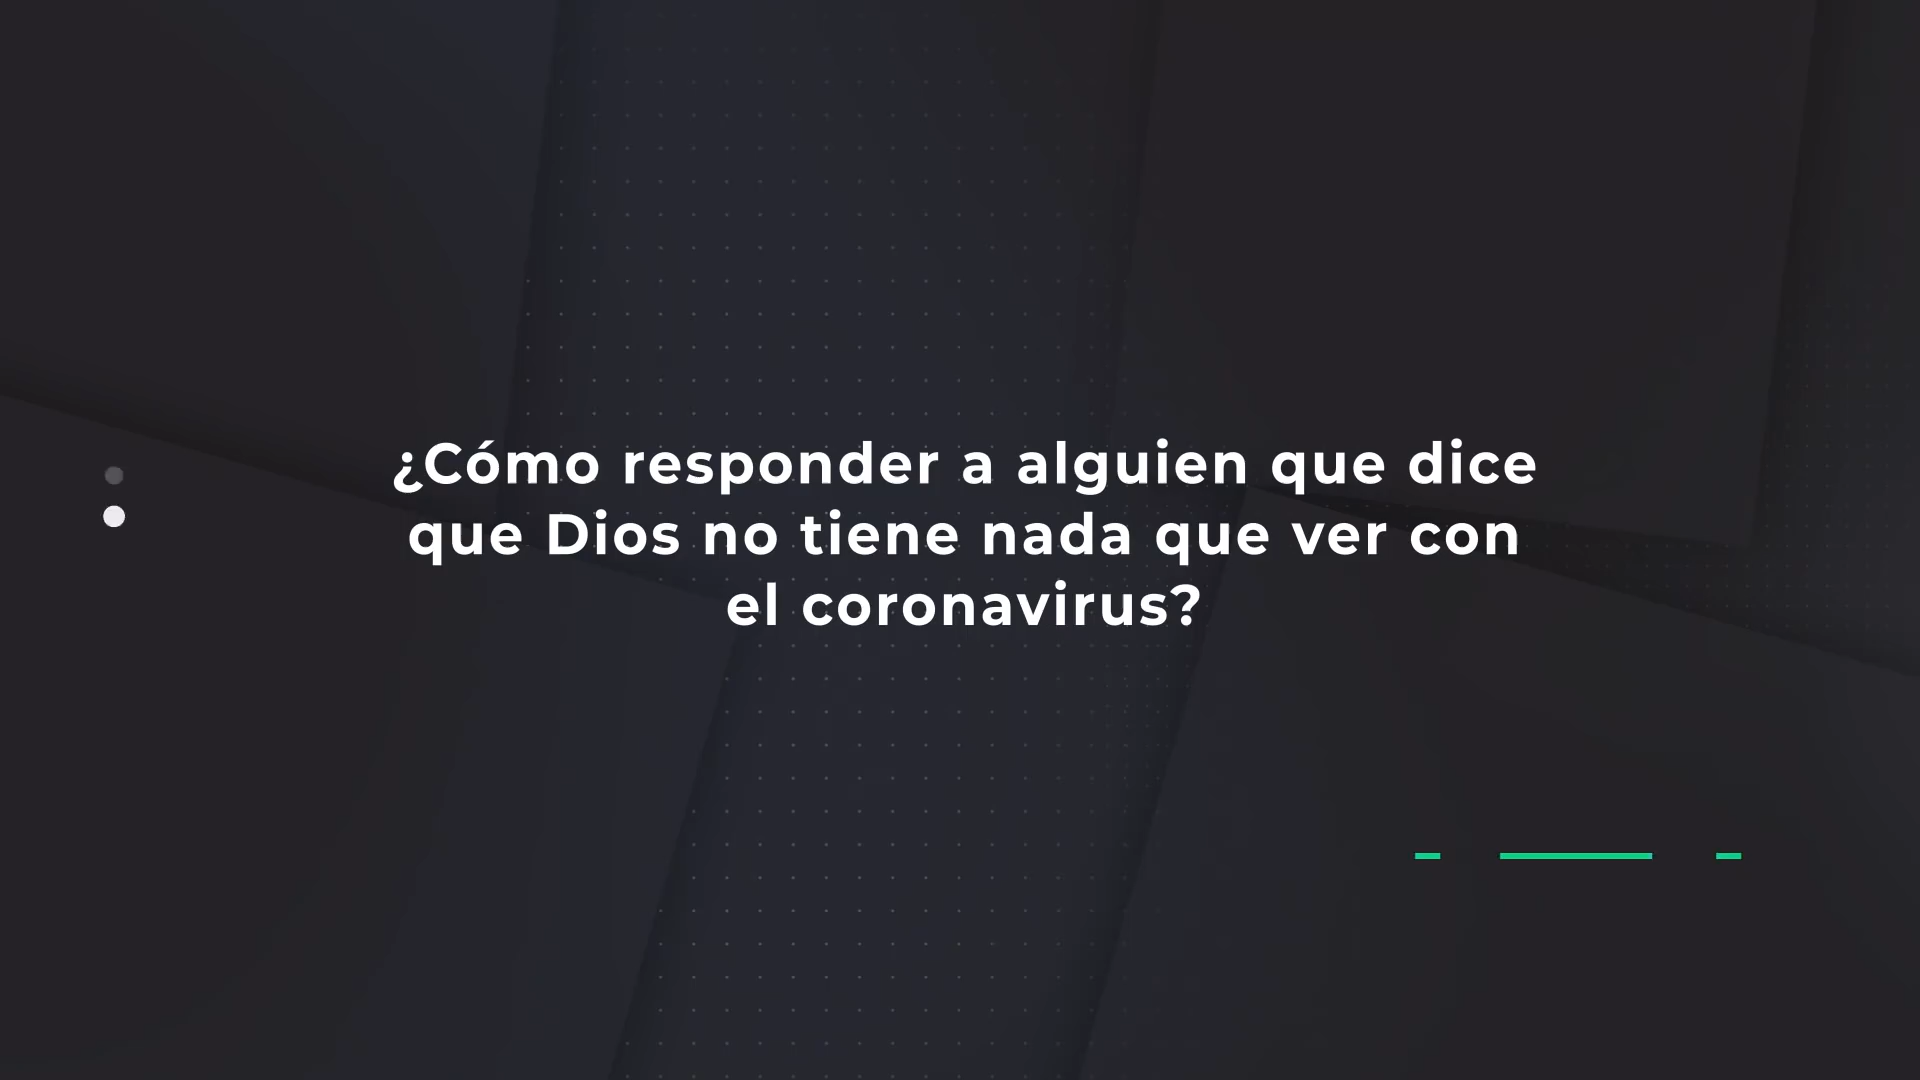 ¿Cómo responder a alguien que dice
que Dios no tiene nada que ver con
el coronavirus?